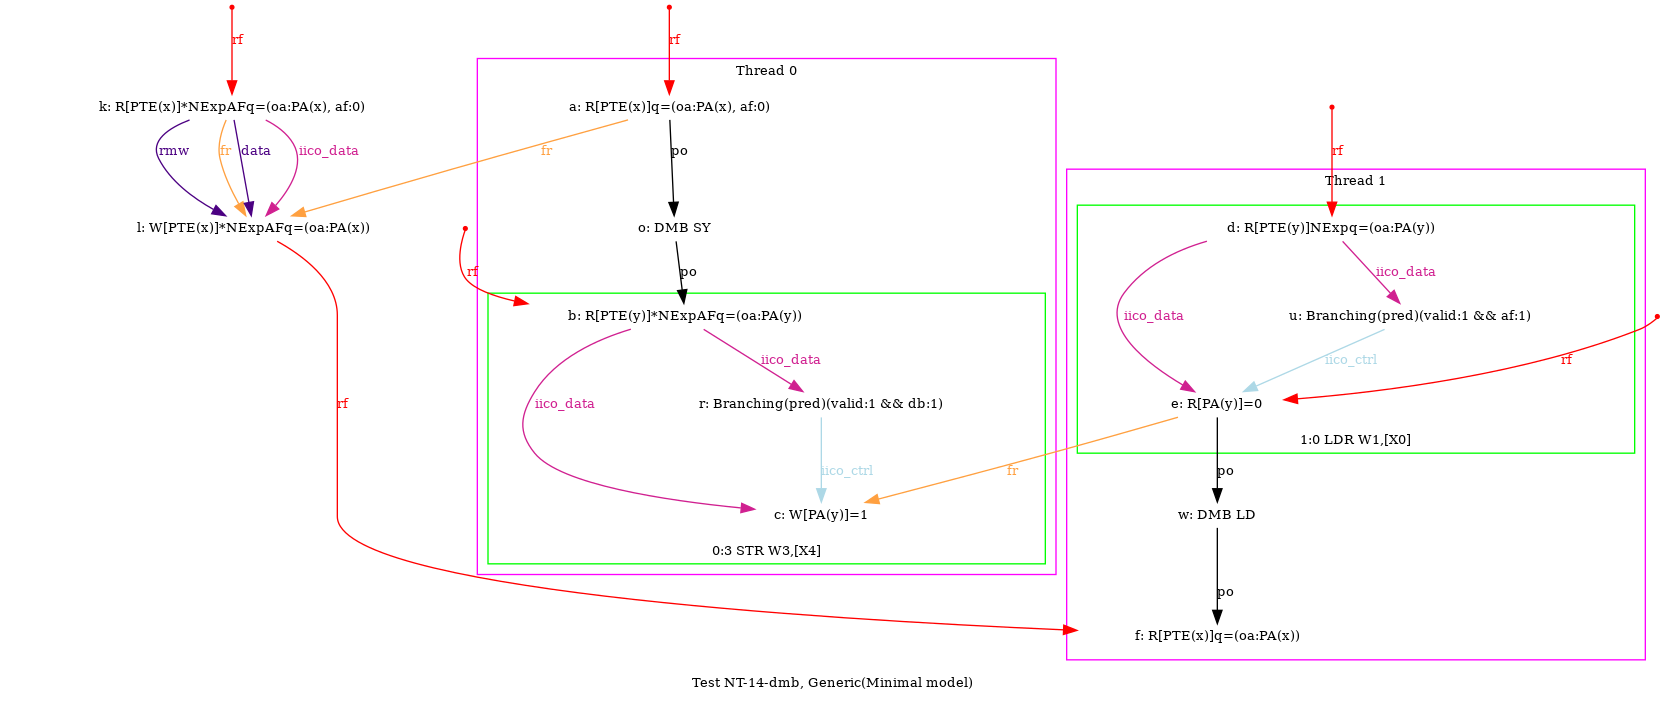 rf
rf
Thread 0
k: R[PTE(x)]*NExpAFq=(oa:PA(x), af:0)
a: R[PTE(x)]q=(oa:PA(x), af:0)
rmw
fr
data
iico_data
fr
po
rf
Thread 1
l: W[PTE(x)]*NExpAFq=(oa:PA(x))
o: DMB SY
d: R[PTE(y)]NExpq=(oa:PA(y))
rf
po
iico_data
b: R[PTE(y)]*NExpAFq=(oa:PA(y))
iico_data
u: Branching(pred)(valid:1 && af:1)
iico_data
iico_ctrl
rf
rf
iico_data
r: Branching(pred)(valid:1 && db:1)
e: R[PA(y)]=0
1:0 LDR W1,[X0]
iico_ctrl
fr
po
c: W[PA(y)]=1
w: DMB LD
0:3 STR W3,[X4]
po
f: R[PTE(x)]q=(oa:PA(x))
Test NT-14-dmb, Generic(Minimal model)